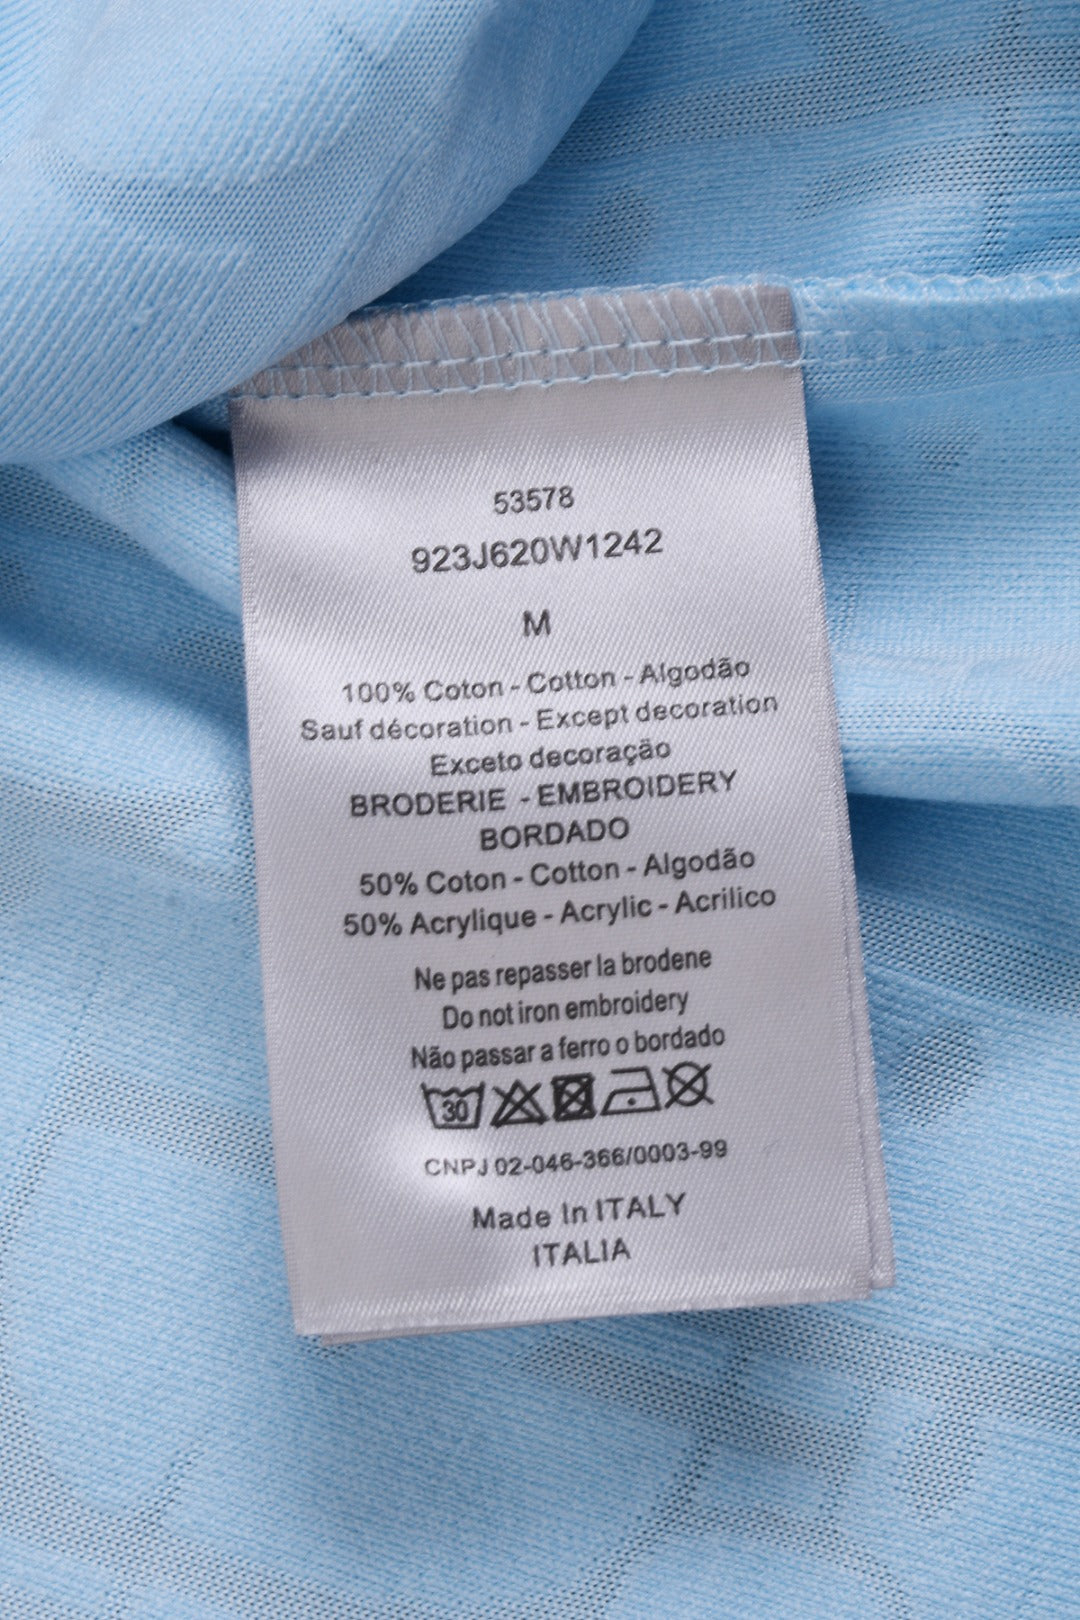 53578
923J620W1242
M
100% Coton - Cotton - Algodão
Sauf décoration - Except decoration
Exceto decoração
BRODERIE - EMBROIDERY
BORDADO
50% Coton - Cotton - Algodão
50% Acrylique - Acrylic - Acrilico
Ne pas repasser la brodene
Do not iron embroidery
Não passar a ferro o bordado
30
CNPJ 02-046-366/0003-99
Made In ITALY
ITALIA